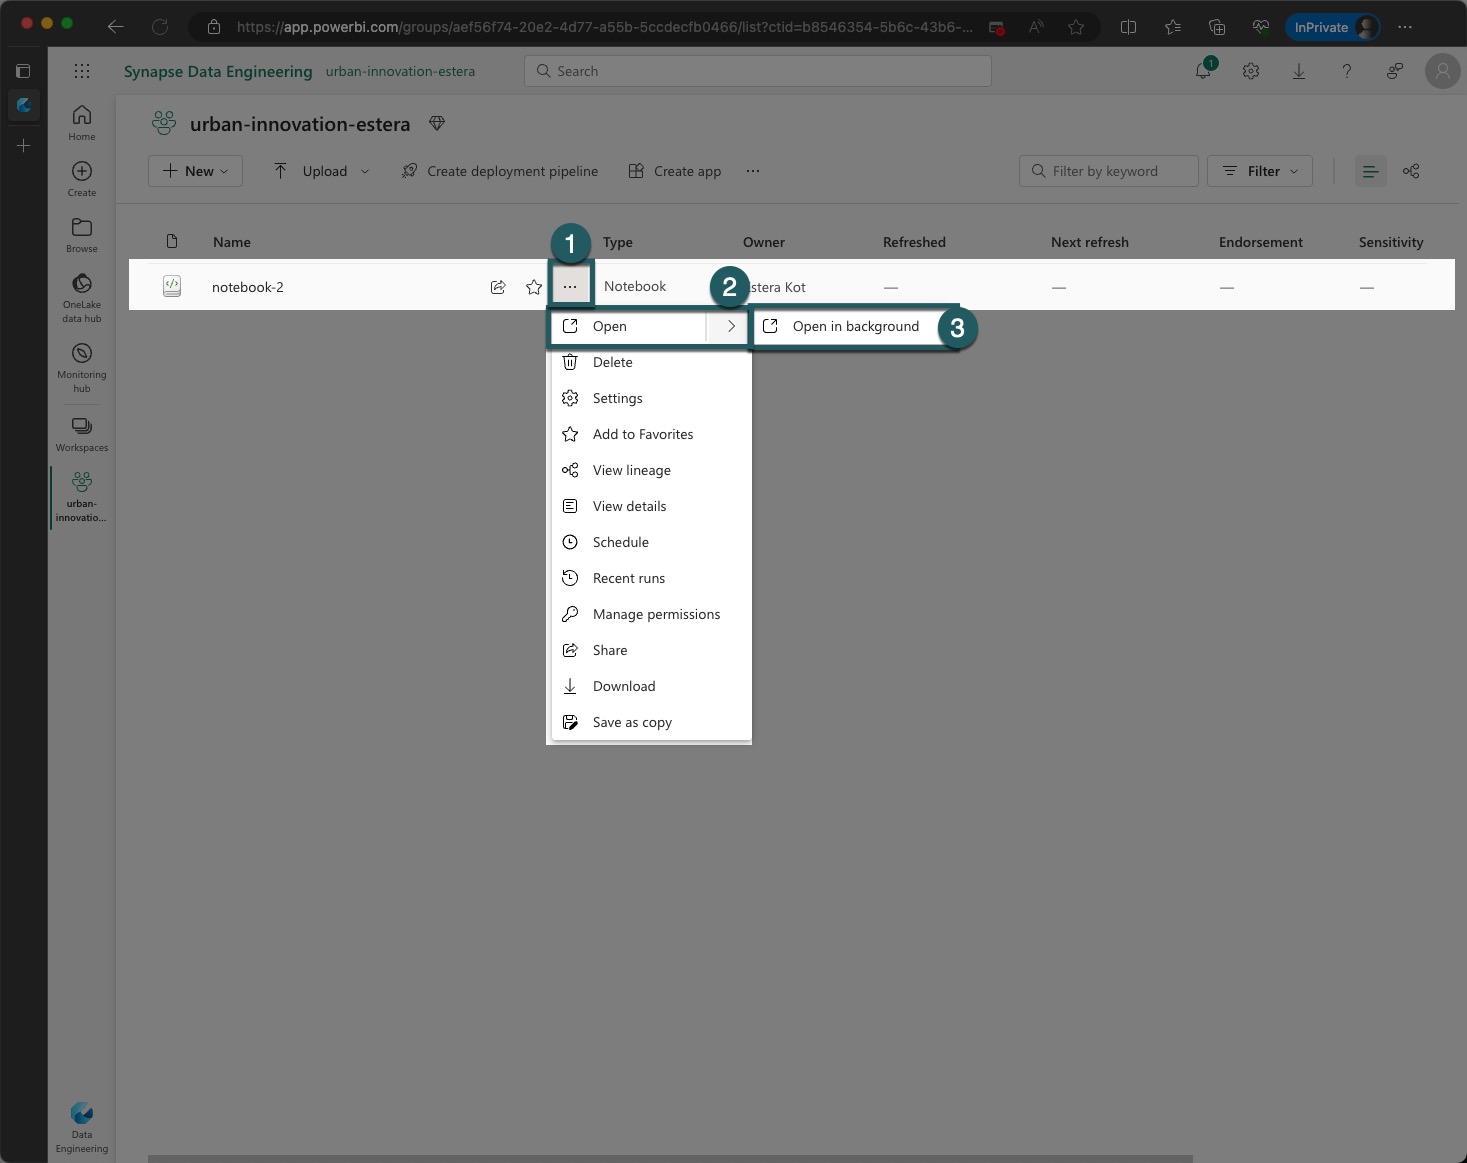 https://app.powerbi.com/groups/aef56f74-20e2-4d77-a55b-5ccdecfb0466/list?ctid=b8546354-5b6c-43b6-...
InPrivate
Synapse Data Engineering urban-innovation-estera
Search
1
Home
urban-innovation-estera
New
Upload
Create deployment pipeline
Create app
Filter by keyword
Filter
Create
Browse
OneLake
data hub
Monitoring
hub
Workspaces
urban-
innovatio...
Name
1
Type
Owner
Refreshed
Next refresh
Endorsement
Sensitivity
notebook-2
Notebook
2
stera Kot
—
—
—
—
Open
Open in background
3
Delete
Settings
Add to Favorites
View lineage
View details
Schedule
Recent runs
Manage permissions
Share
Download
Save as copy
Data
Engineering